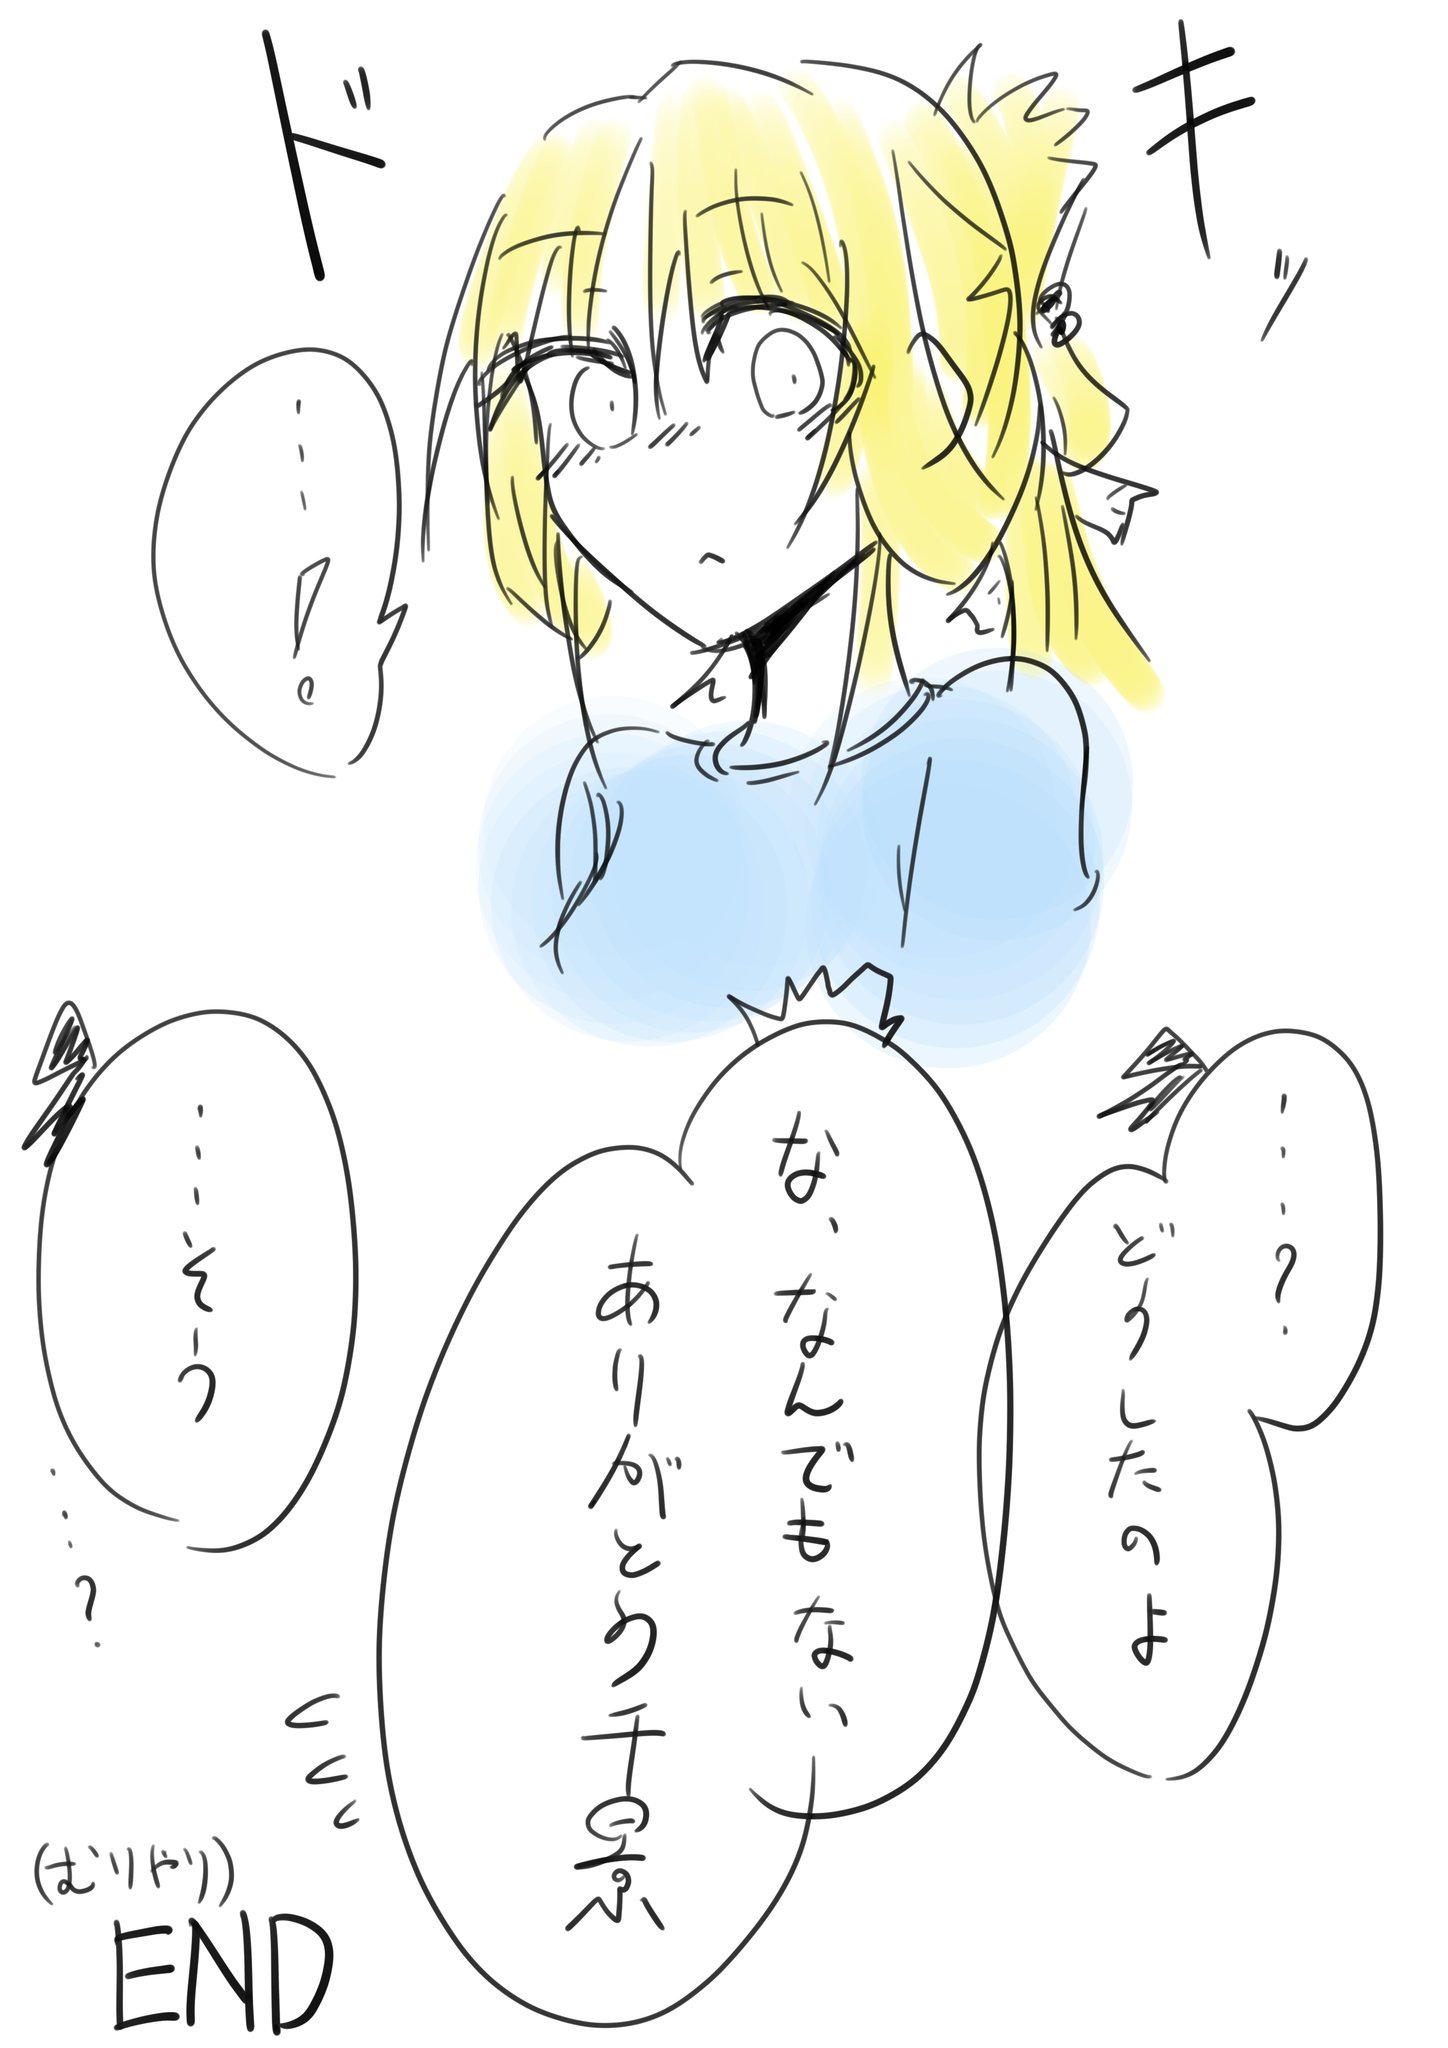 ドキッ
……！
……？
どうしたのよ
な、なんでもない
ありがとう千景
……そう
…？
(むりやり)
END